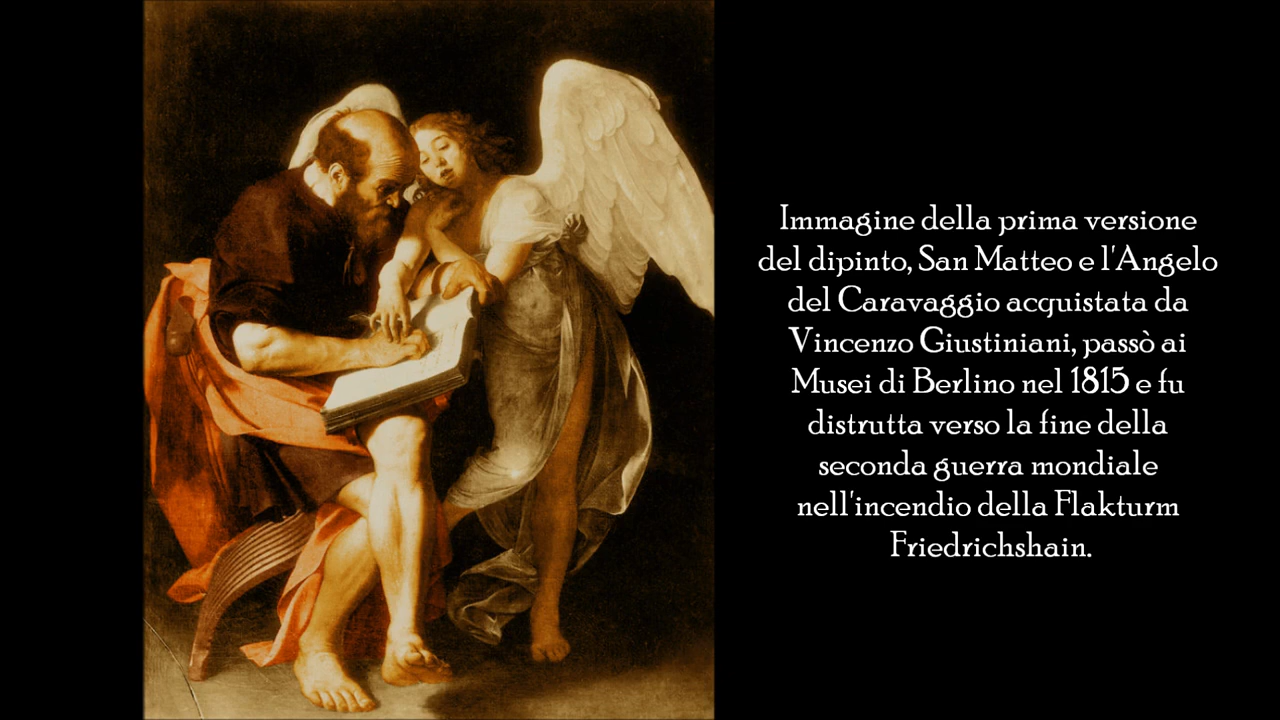 Immagine della prima versione
del dipinto, San Matteo e l'Angelo
del Caravaggio acquistata da
Vincenzo Giustiniani, passò ai
Musei di Berlino nel 1815 e fu
distrutta verso la fine della
seconda guerra mondiale
nell'incendio della Flakturm
Friedrichshain.